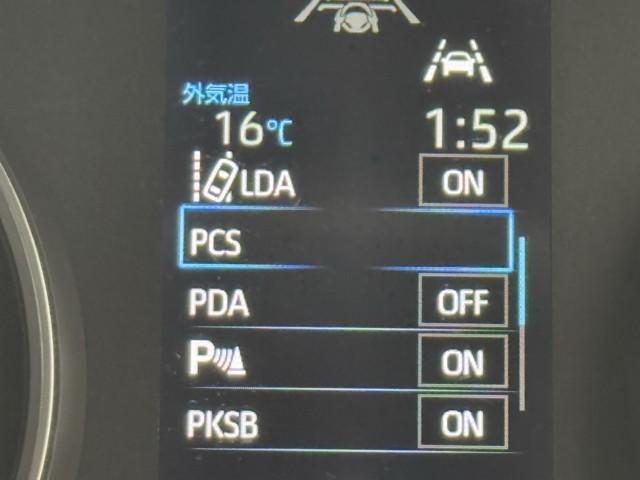 外気温
16℃ 1:52
LDA ON
PCS
PDA OFF
P ON
PKSB ON